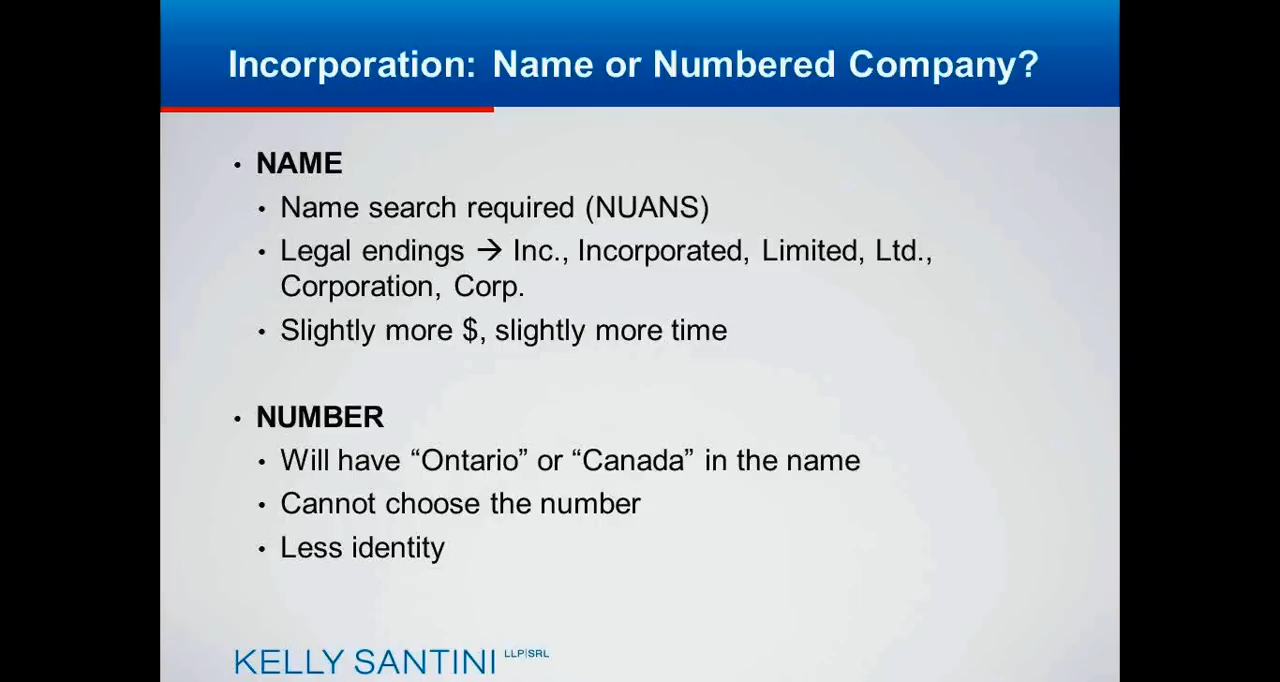 Incorporation: Name or Numbered Company?
• NAME
• Name search required (NUANS)
• Legal endings → Inc., Incorporated, Limited, Ltd.,
Corporation, Corp.
• Slightly more $, slightly more time
• NUMBER
• Will have “Ontario” or “Canada” in the name
• Cannot choose the number
• Less identity
KELLY SANTINI LLP|SRL